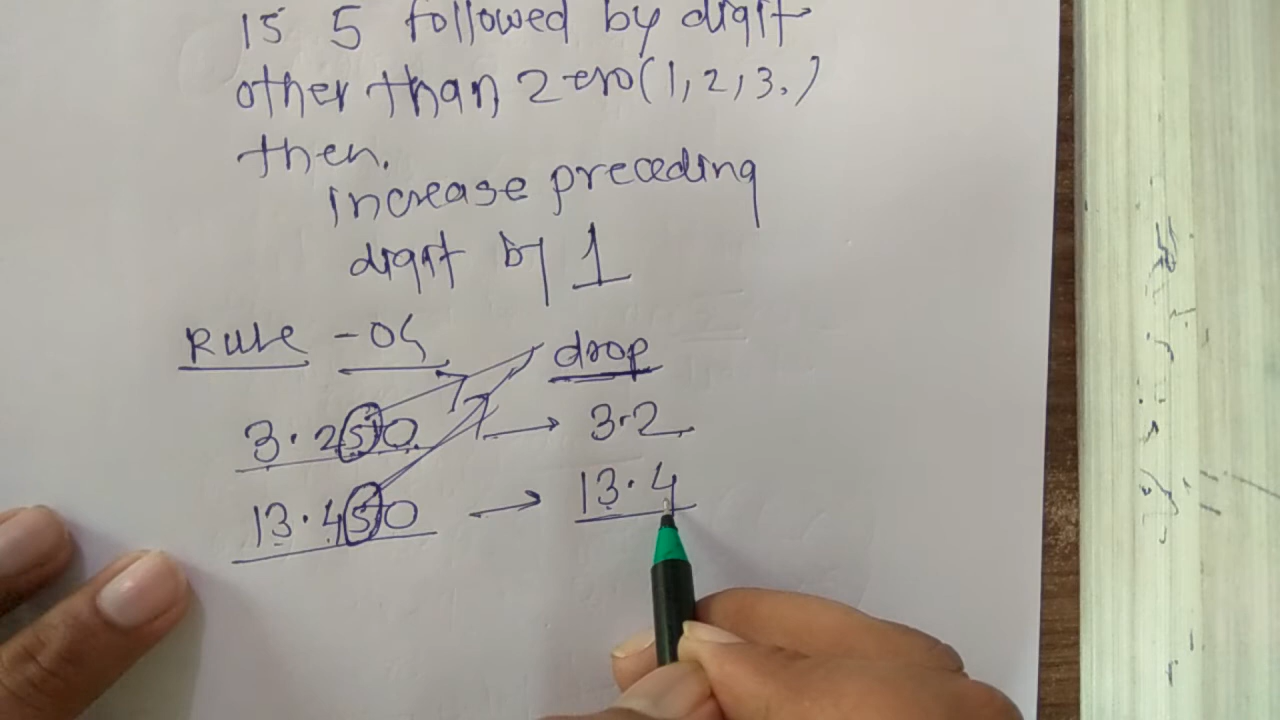 is 5 followed by digit
other than zero (1, 2, 3.)
then.
increase preceding
digit by 1
Rule - 04 drop
3.250 → 3.2
13.450 → 13.4